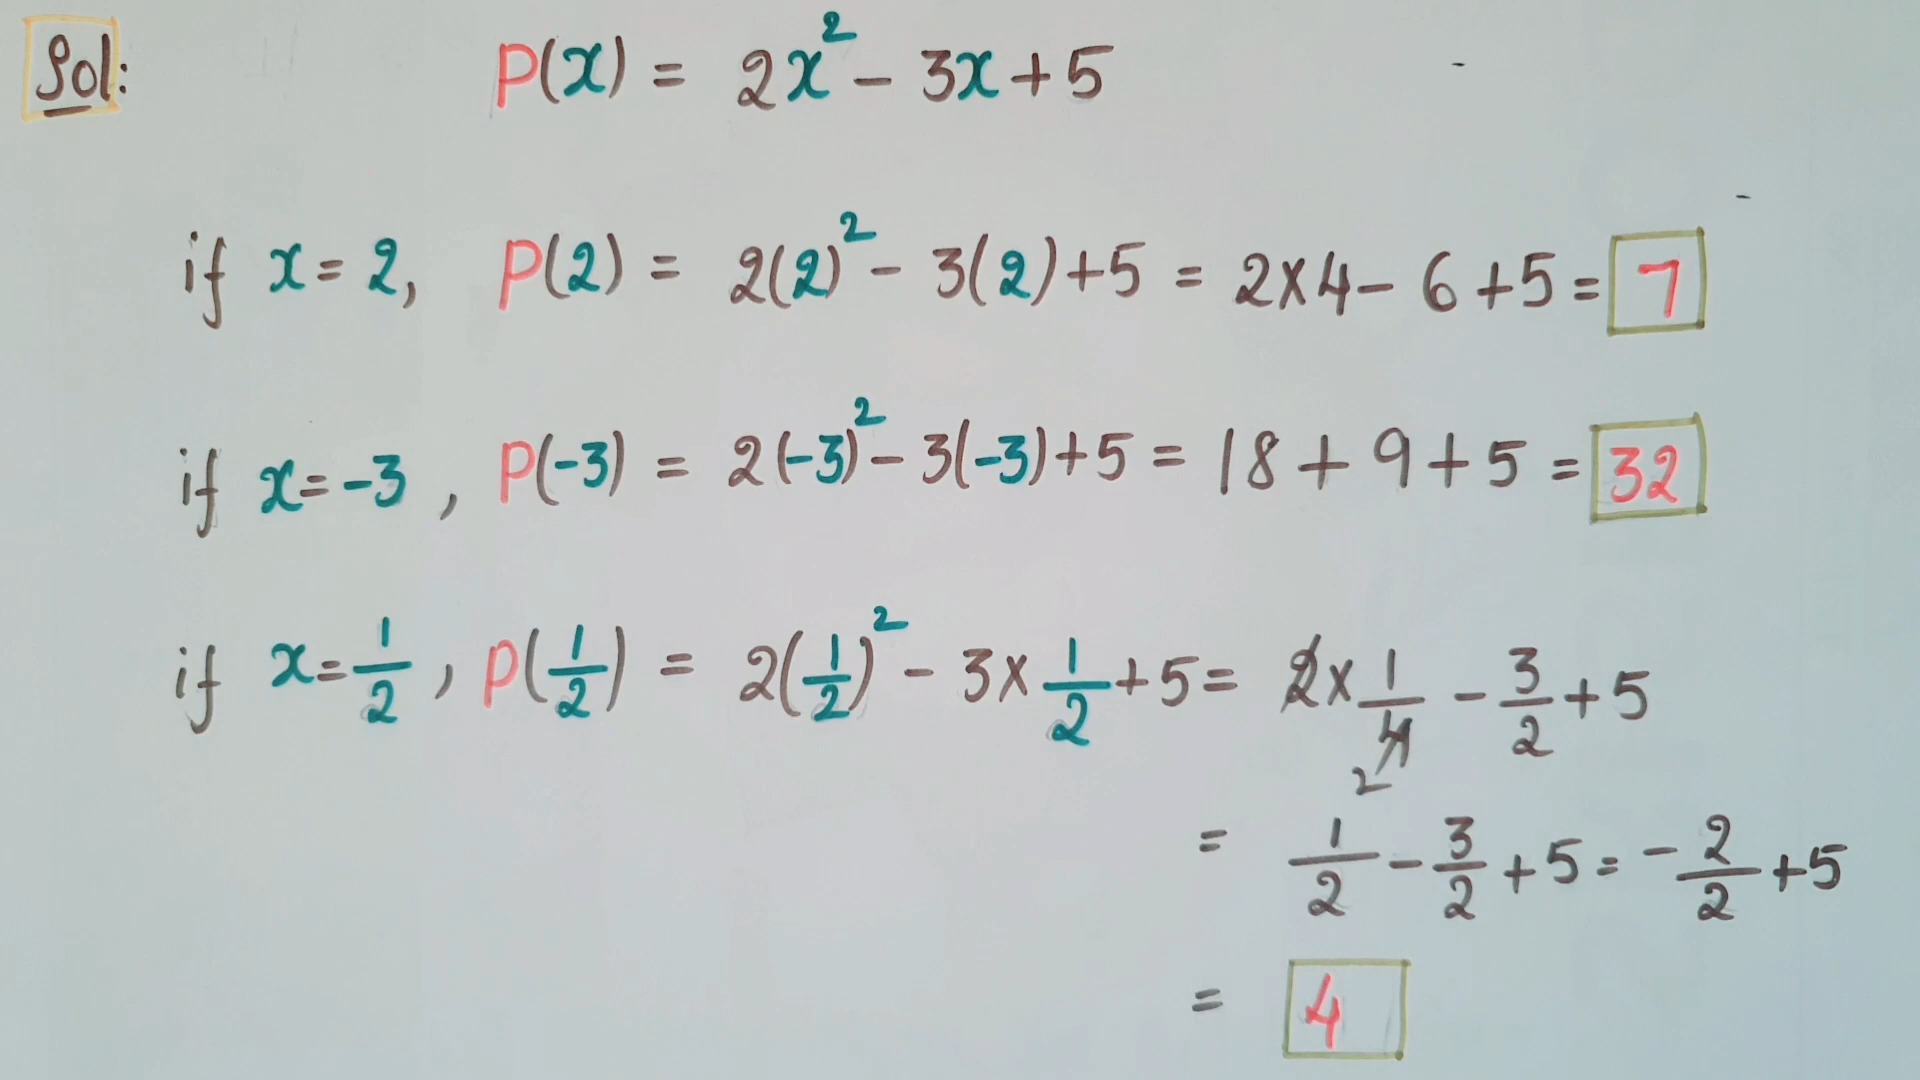 Sol: P(x) = 2x² - 3x + 5
if x = 2, P(2) = 2(2)² - 3(2) + 5 = 2×4 - 6 + 5 = 7
if x = -3, P(-3) = 2(-3)² - 3(-3) + 5 = 18 + 9 + 5 = 32
if x = 1/2, P(1/2) = 2(1/2)² - 3×1/2 + 5 = 2×1/4 2 - 3/2 + 5
= 1/2 - 3/2 + 5 = -2/2 + 5
= 4